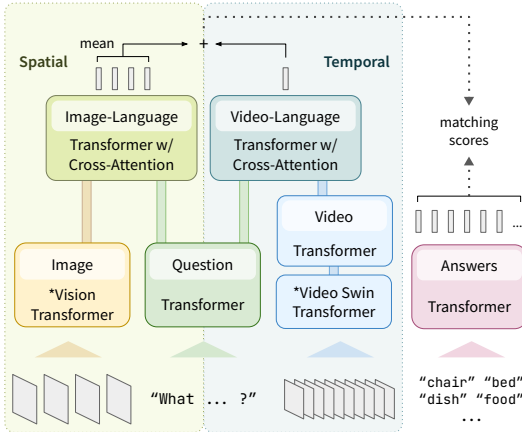 mean
+
Spatial
Temporal
Image-Language
Transformer w/
Cross-Attention
Video-Language
Transformer w/
Cross-Attention
matching
scores
Video
Transformer
...
Image
*Vision
Transformer
Question
Transformer
*Video Swin
Transformer
Answers
Transformer
"What ... ?"
"chair" "bed"
"dish" "food"
...